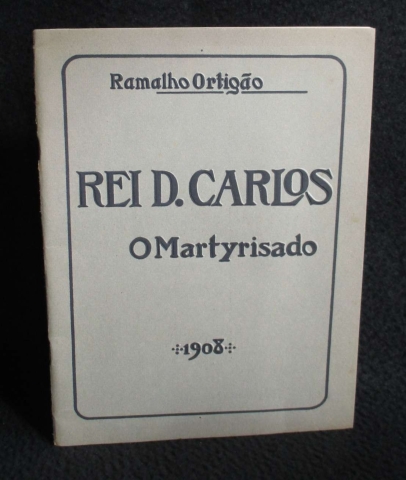 Ramalho Ortigão
REI D. CARLOS
O Martyrisado
1908